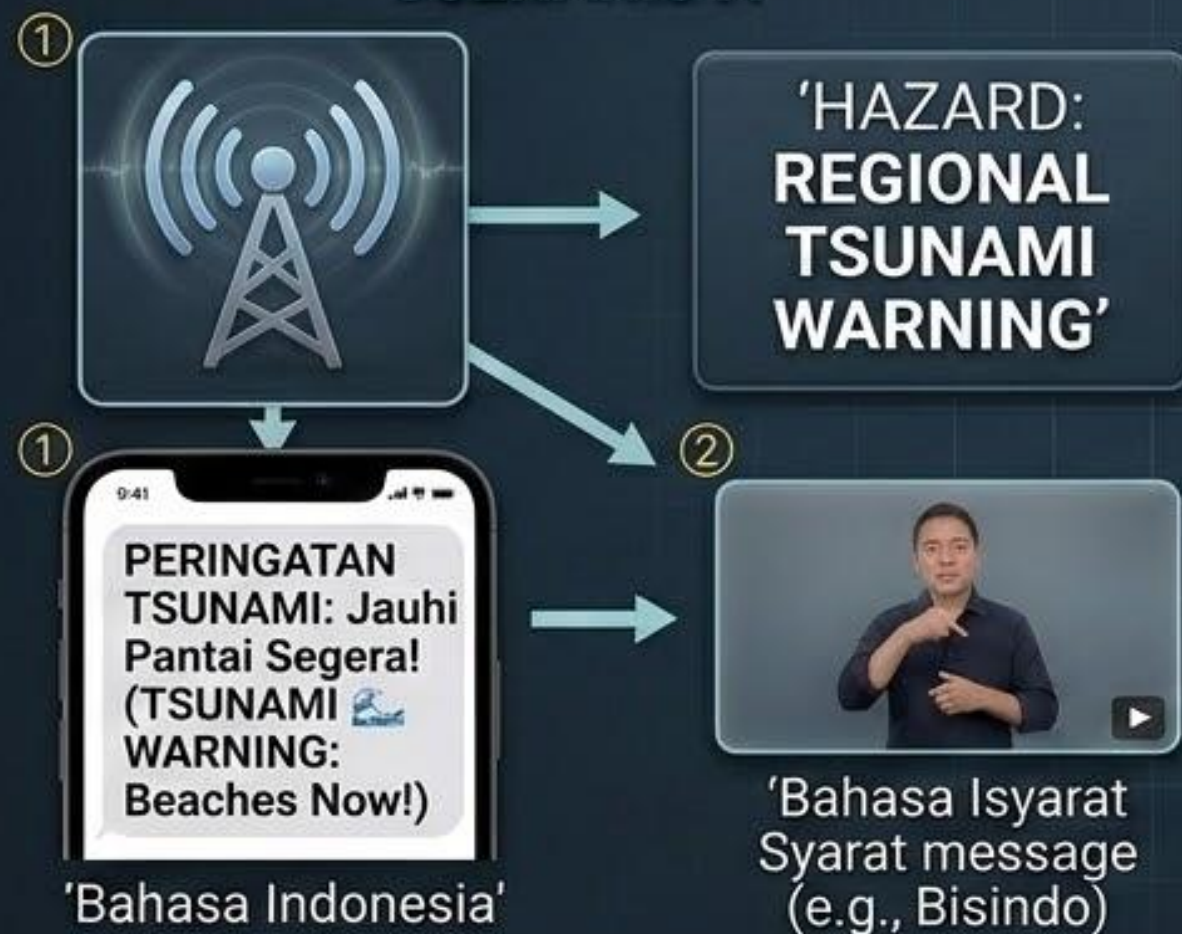 ①
'HAZARD:
REGIONAL
TSUNAMI
WARNING'
①
9:41
PERINGATAN
TSUNAMI: Jauhi
Pantai Segera!
(TSUNAMI 🌊
WARNING:
Beaches Now!)
'Bahasa Indonesia'
②
'Bahasa Isyarat
Syarat message
(e.g., Bisindo)